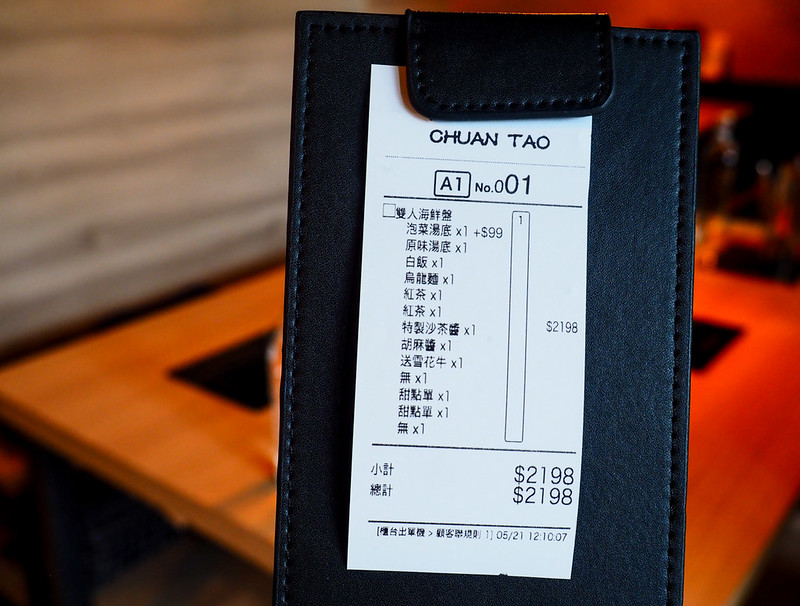 CHUAN TAO
A1 No.001
雙人海鮮盤 1
泡菜湯底 x1 +$99
原味湯底 x1
白飯 x1
烏龍麵 x1
紅茶 x1
紅茶 x1
特製沙茶醬 x1 $2198
胡麻醬 x1
送雪花牛 x1
無 x1
甜點單 x1
甜點單 x1
無 x1
小計 $2198
總計 $2198
[櫃台出單機 > 顧客聯規則 1] 05/21 12:10:07